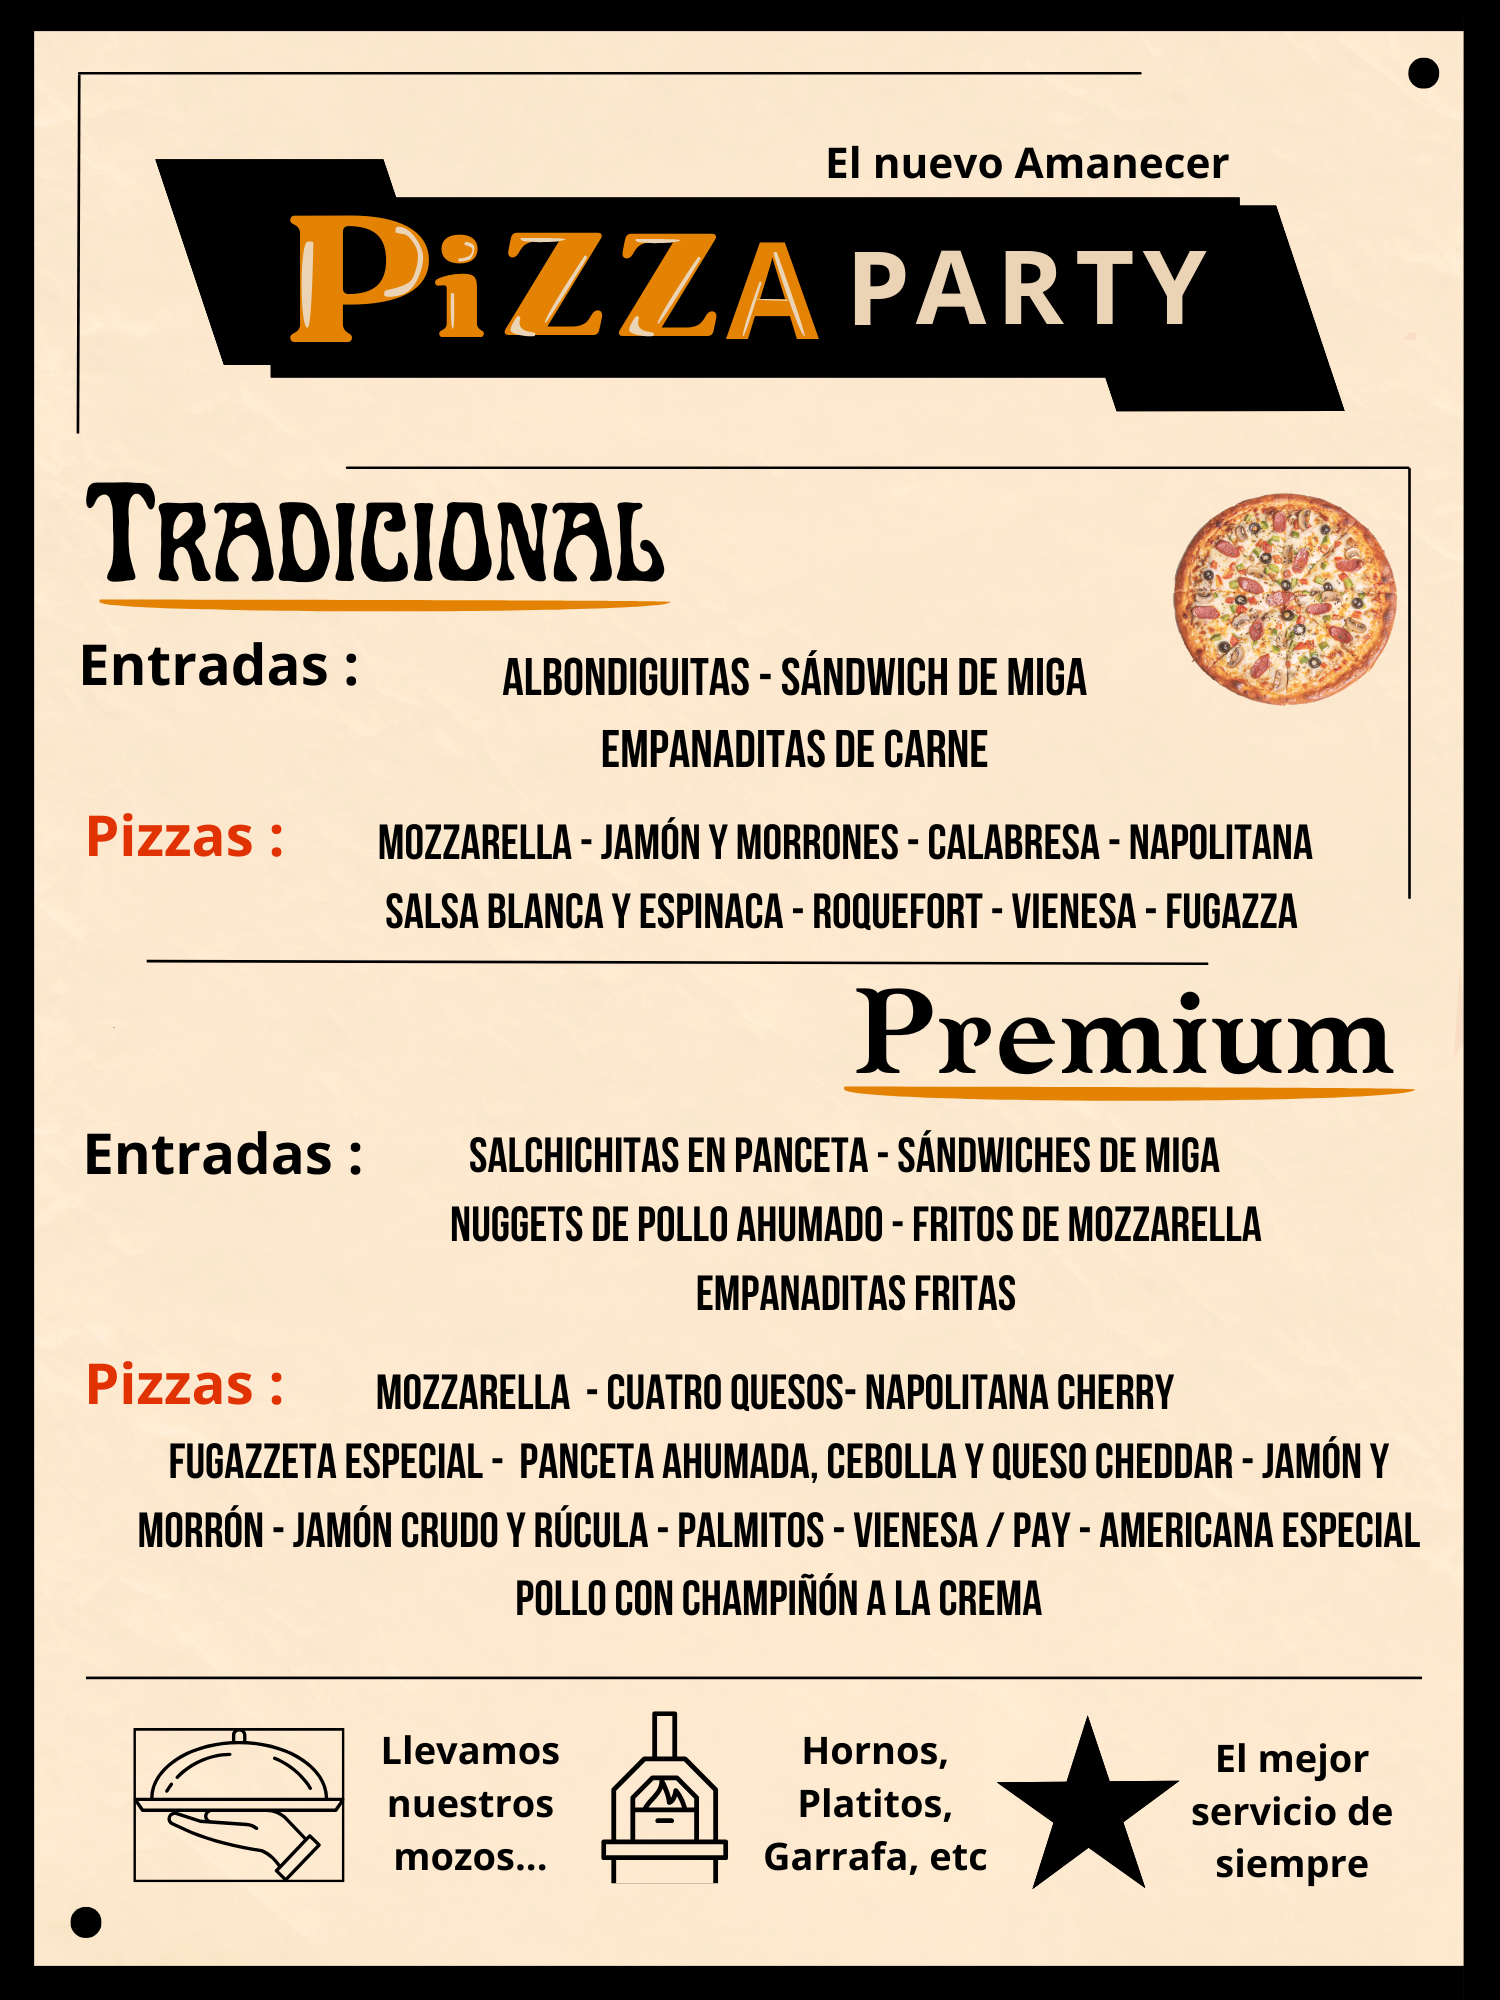 El nuevo Amanecer
PiZZA PARTY
TRADICIONAL
Entradas :
ALBONDIGUITAS - SÁNDWICH DE MIGA
EMPANADITAS DE CARNE
Pizzas :
MOZZARELLA - JAMÓN Y MORRONES - CALABRESA - NAPOLITANA
SALSA BLANCA Y ESPINACA - ROQUEFORT - VIENESA - FUGAZZA
Premium
Entradas :
SALCHICHITAS EN PANCETA - SÁNDWICHES DE MIGA
NUGGETS DE POLLO AHUMADO - FRITOS DE MOZZARELLA
EMPANADITAS FRITAS
Pizzas :
MOZZARELLA - CUATRO QUESOS- NAPOLITANA CHERRY
FUGAZZETA ESPECIAL - PANCETA AHUMADA, CEBOLLA Y QUESO CHEDDAR - JAMÓN Y
MORRÓN - JAMÓN CRUDO Y RÚCULA - PALMITOS - VIENESA / PAY - AMERICANA ESPECIAL
POLLO CON CHAMPIÑÓN A LA CREMA
Llevamos
nuestros
mozos...
Hornos,
Platitos,
Garrafa, etc
El mejor
servicio de
siempre